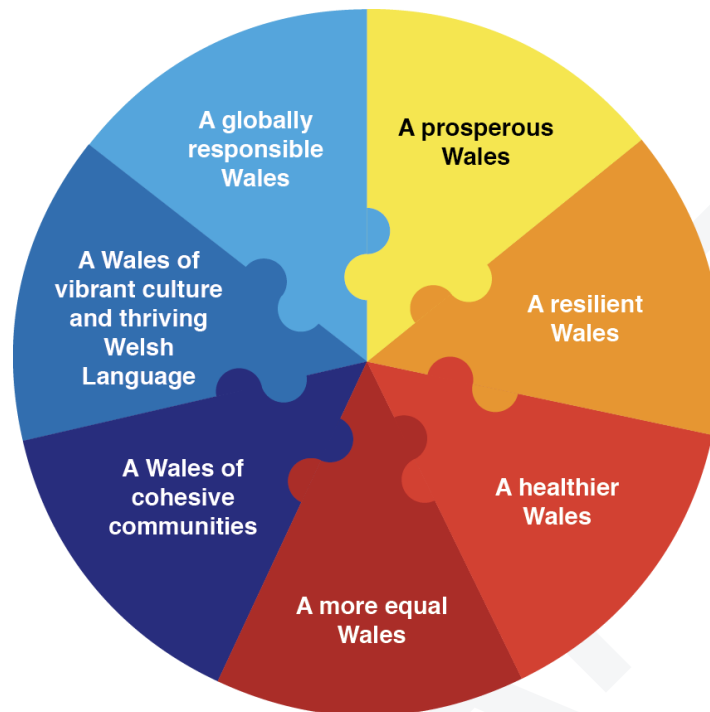 A prosperous
Wales
A resilient
Wales
A healthier
Wales
A more equal
Wales
A Wales of
cohesive
communities
A Wales of
vibrant culture
and thriving
Welsh
Language
A globally
responsible
Wales